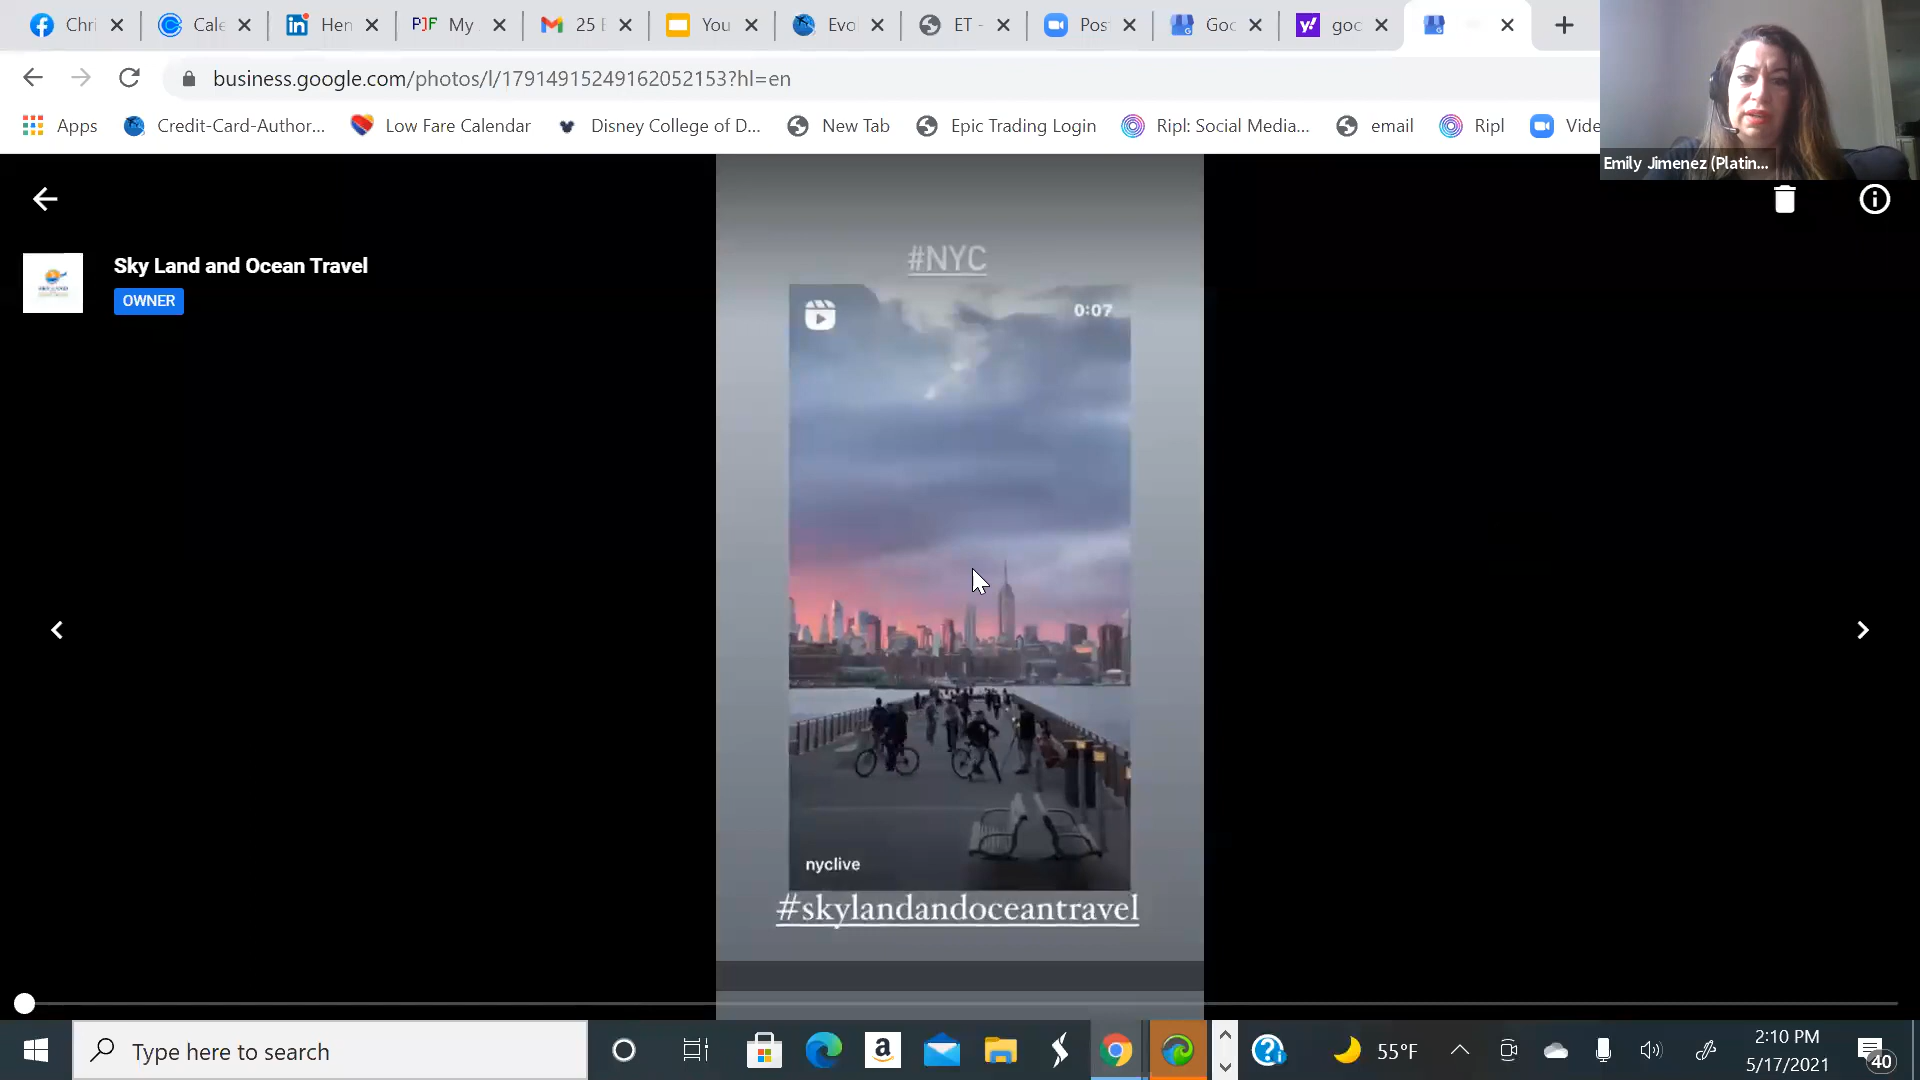 Chri
Cale
Hen
PJF My
25 E
You
Evo
ET -
Pos
Goo
goo
business.google.com/photos/l/17914915249162052153?hl=en
Apps
Credit-Card-Author...
Low Fare Calendar
Disney College of D...
New Tab
Epic Trading Login
Ripl: Social Media...
email
Ripl
Vide
Emily Jimenez (Platin...
Sky Land and Ocean Travel
OWNER
#NYC
0:07
nyclive
#skylandandoceantravel
Type here to search
55°F
2:10 PM
5/17/2021
40